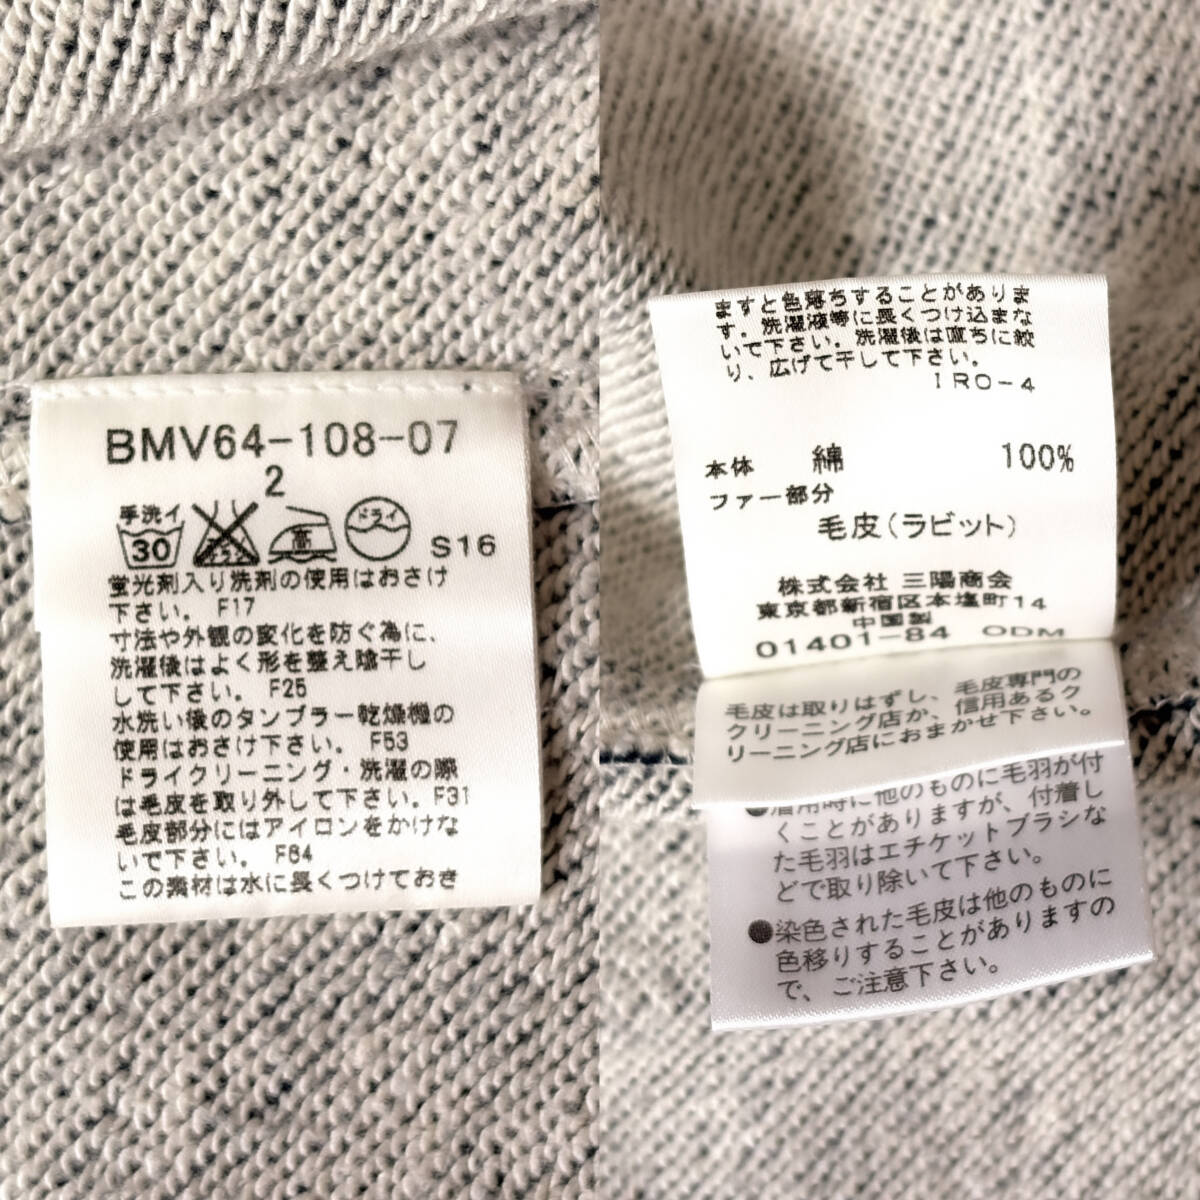 BMV64-108-07
2
手洗イ
30
高
ドライ
S16
蛍光剤入り洗剤の使用はおさけ
下さい。 F17
寸法や外観の変化を防ぐ為に、
洗濯後はよく形を整え陰干し
して下さい。 F25
水洗い後のタンブラー乾燥機の
使用はおさけ下さい。 F53
ドライクリーニング・洗濯の際
は毛皮を取り外して下さい。F31
毛皮部分にはアイロンをかけな
いで下さい。 F64
この素材は水に長くつけておき
ますと色落ちすることがありま
す。洗濯液等に長くつけ込まな
いで下さい。洗濯後は直ちに絞
り、広げて干して下さい。
IRO-4
本体 綿 100%
ファー部分
毛皮(ラビット)
株式会社 三陽商会
東京都新宿区本塩町14
中国製
01401-84 ODM
毛皮は取りはずし、毛皮専門の
クリーニング店か、信用あるク
リーニング店におまかせ下さい。
●着用時に他のものに毛羽が付
くことがありますが、付着し
た毛羽はエチケットブラシな
どで取り除いて下さい。
●染色された毛皮は他のものに
色移りすることがありますの
で、ご注意下さい。